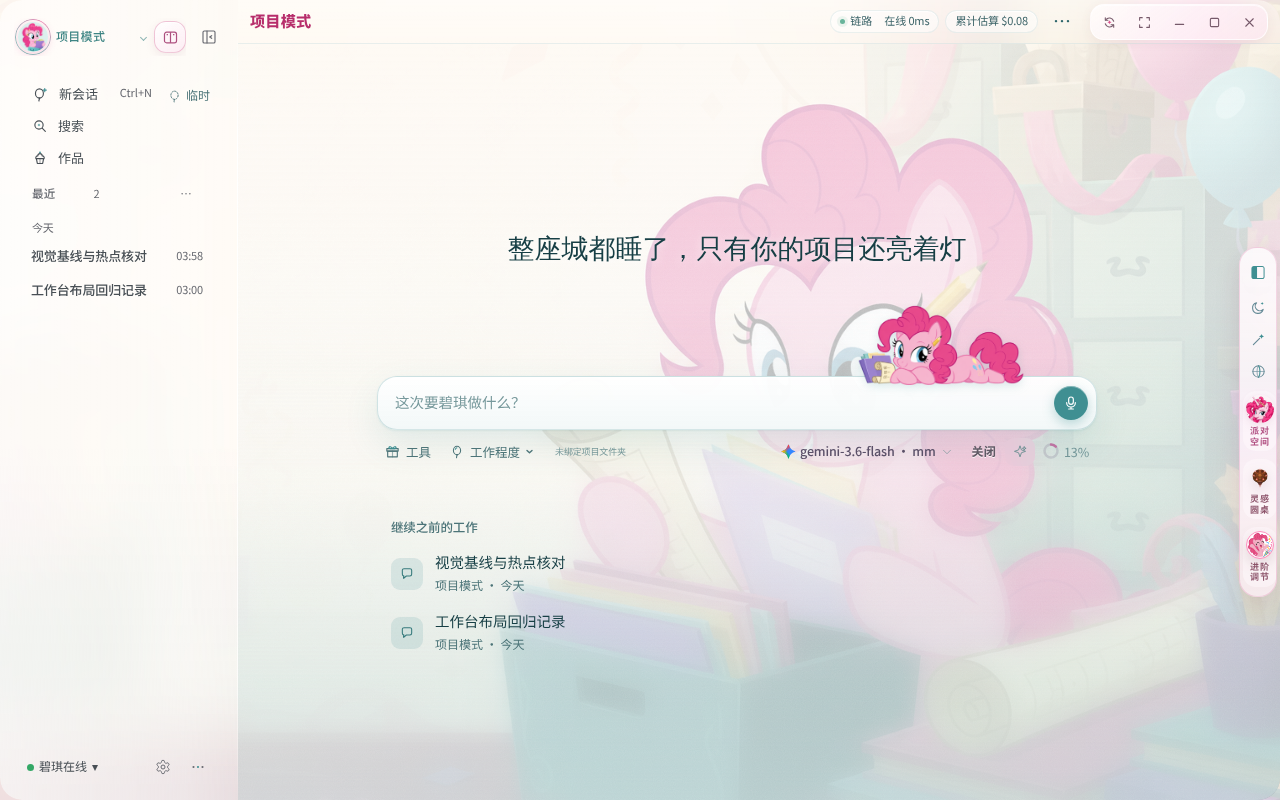 项目模式
新会话 Ctrl+N 临时
搜索
作品
最近 2 ···
今天
视觉基线与热点核对 03:58
工作台布局回归记录 03:00
碧琪在线 ▾ ···
项目模式
链路 在线 0ms
累计估算 $0.08
···
整座城都睡了，只有你的项目还亮着灯
这次要碧琪做什么？
工具 工作程度 未绑定项目文件夹 gemini-3.6-flash • mm 关闭 13%
继续之前的工作
视觉基线与热点核对
项目模式 • 今天
工作台布局回归记录
项目模式 • 今天
派对
空间
灵感
圆桌
进阶
调节